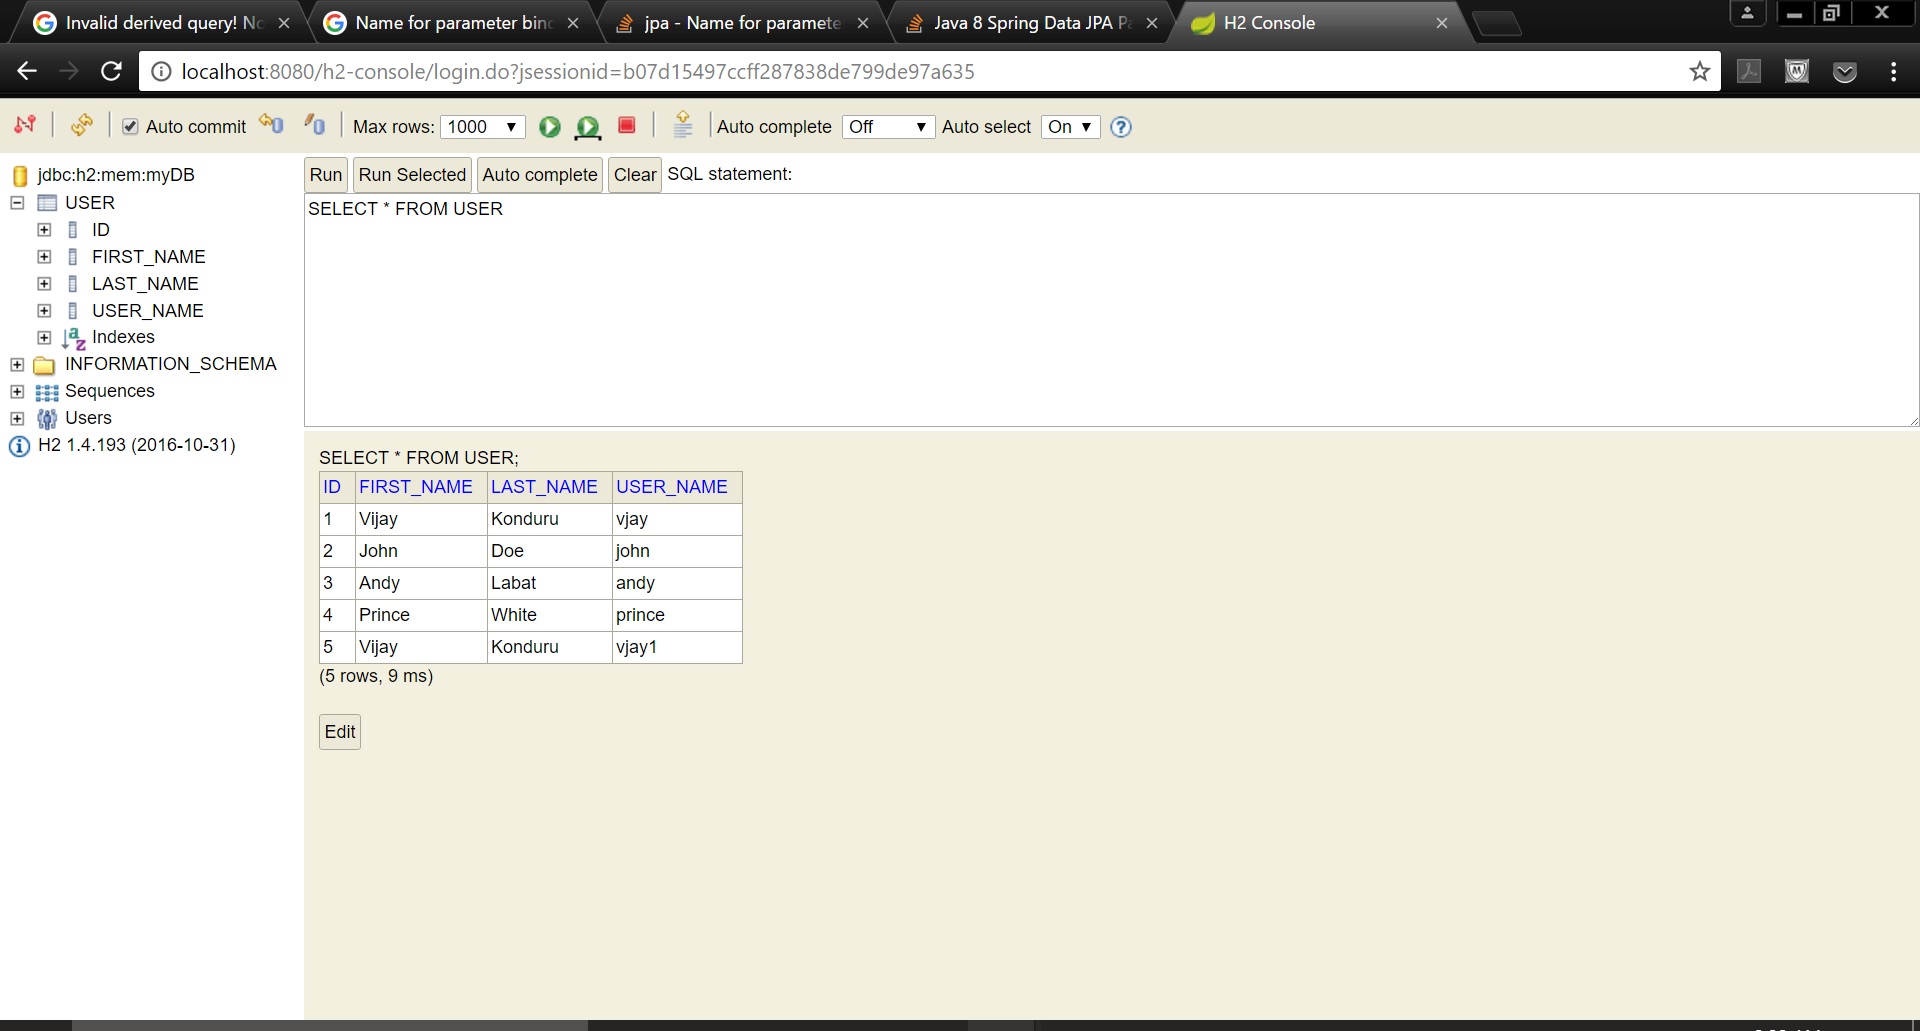 Invalid derived query! No
Name for parameter bind
jpa - Name for paramete
Java 8 Spring Data JPA Pa
H2 Console
localhost:8080/h2-console/login.do?jsessionid=b07d15497ccff287838de799de97a635
Auto commit Max rows: 1000 Auto complete Off Auto select On ?
jdbc:h2:mem:myDB
USER
ID
FIRST_NAME
LAST_NAME
USER_NAME
Indexes
INFORMATION_SCHEMA
Sequences
Users
H2 1.4.193 (2016-10-31)
Run Run Selected Auto complete Clear SQL statement:
SELECT * FROM USER
SELECT * FROM USER;
ID FIRST_NAME LAST_NAME USER_NAME
1 Vijay Konduru vjay
2 John Doe john
3 Andy Labat andy
4 Prince White prince
5 Vijay Konduru vjay1
(5 rows, 9 ms)
Edit